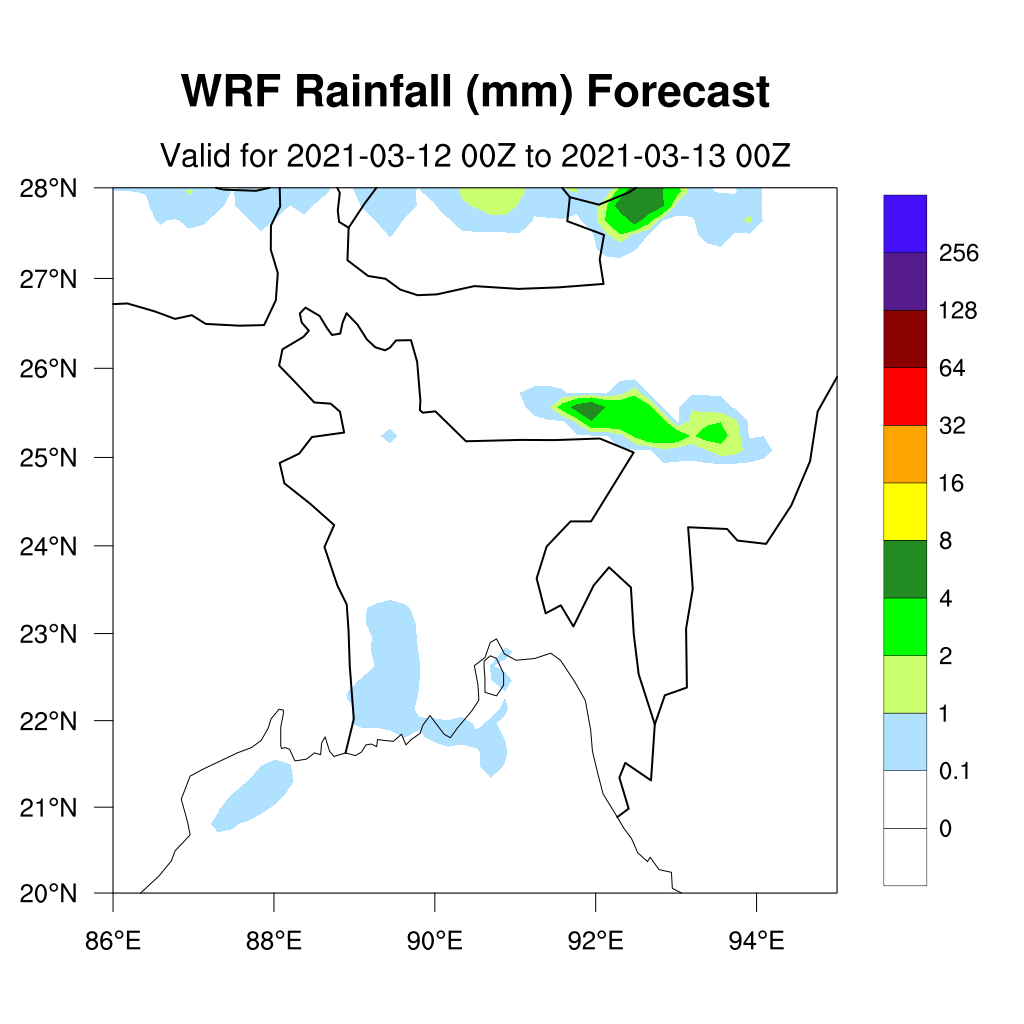 WRF Rainfall (mm) Forecast
Valid for 2021-03-12 00Z to 2021-03-13 00Z
28°N
27°N
26°N
25°N
24°N
23°N
22°N
21°N
20°N
86°E 88°E 90°E 92°E 94°E
256
128
64
32
16
8
4
2
1
0.1
0